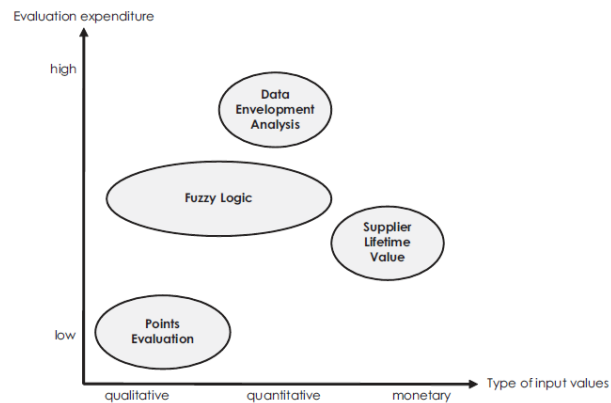 Evaluation expenditure
high
Data
Envelopment
Analysis
Fuzzy Logic
Supplier
Lifetime
Value
Points
Evaluation
low
Type of input values
qualitative
quantitative
monetary